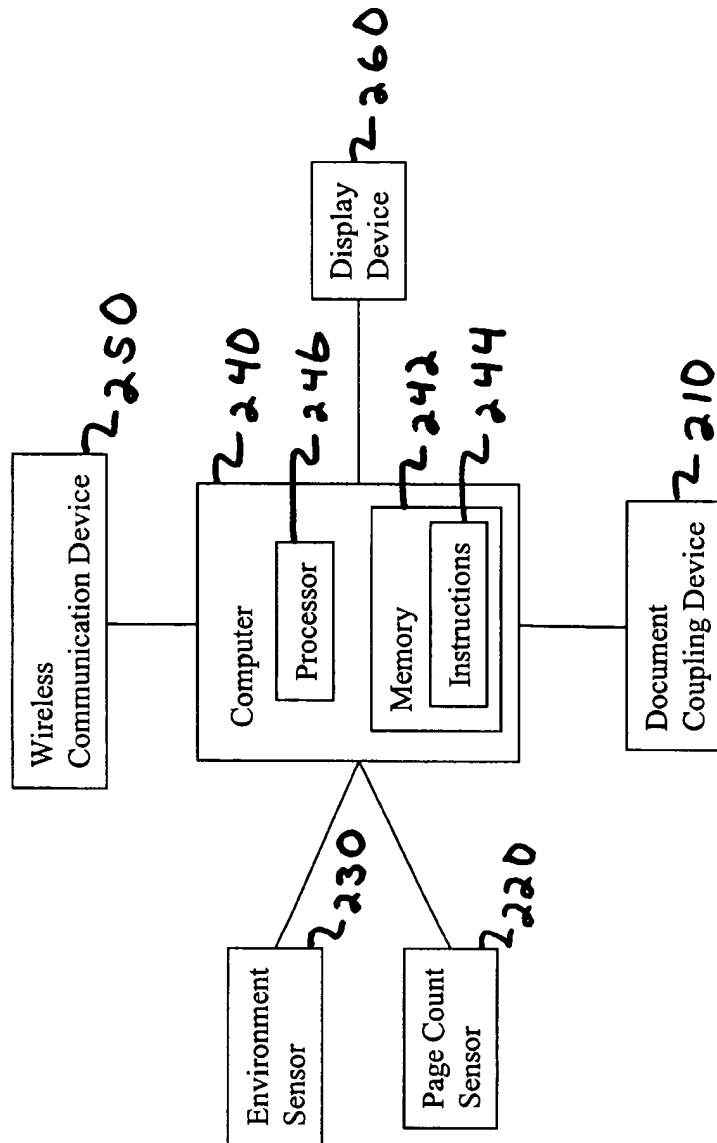 Wireless
Communication Device
250
Environment
Sensor
230
Page Count
Sensor
220
Computer
240
Processor
246
Memory
242
Instructions
244
Display
Device
260
Document
Coupling Device
210